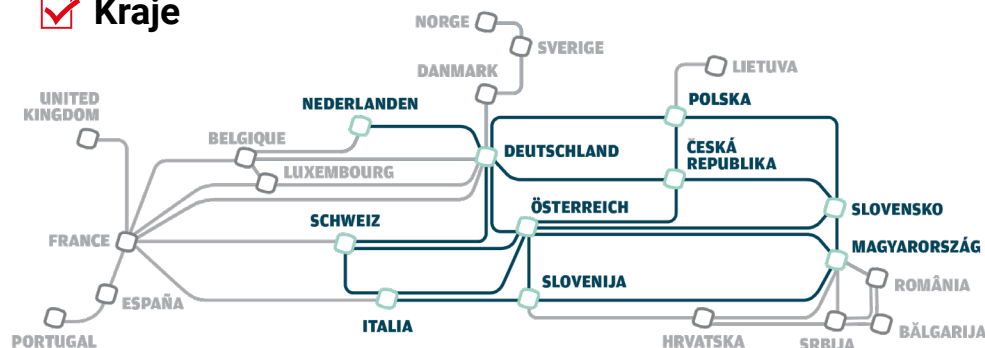 Kraje
NORGE
SVERIGE
DANMARK
LIETUVA
UNITED
KINGDOM
NEDERLANDEN
POLSKA
BELGIQUE
DEUTSCHLAND
ČESKÁ
REPUBLIKA
LUXEMBOURG
SCHWEIZ
ÖSTERREICH
SLOVENSKO
FRANCE
MAGYARORSZÁG
SLOVENIJA
ROMÂNIA
ESPAÑA
ITALIA
PORTUGAL
HRVATSKA
SRBIJA
BĂLGARIJA